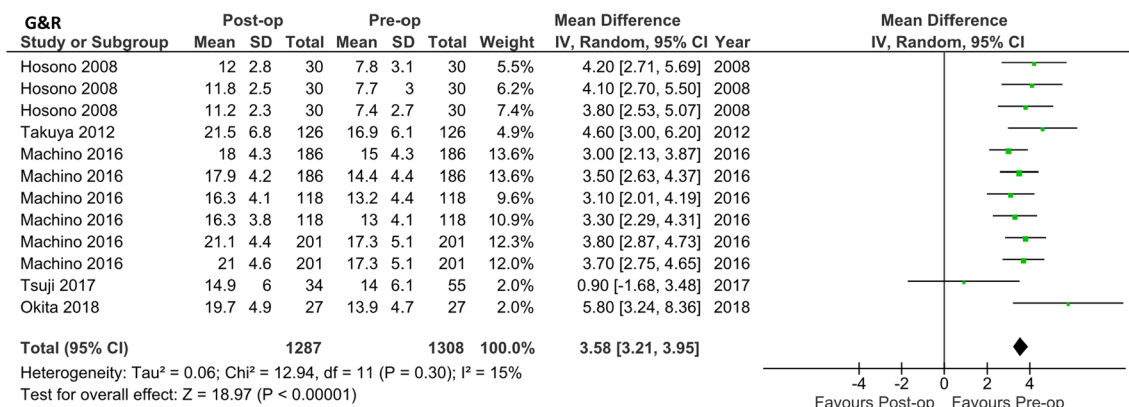 G&R
Post-op Pre-op Mean Difference Mean Difference
Study or Subgroup Mean SD Total Mean SD Total Weight IV, Random, 95% CI Year IV, Random, 95% CI
Hosono 2008 12 2.8 30 7.8 3.1 30 5.5% 4.20 [2.71, 5.69] 2008
Hosono 2008 11.8 2.5 30 7.7 3 30 6.2% 4.10 [2.70, 5.50] 2008
Hosono 2008 11.2 2.3 30 7.4 2.7 30 7.4% 3.80 [2.53, 5.07] 2008
Takuya 2012 21.5 6.8 126 16.9 6.1 126 4.9% 4.60 [3.00, 6.20] 2012
Machino 2016 18 4.3 186 15 4.3 186 13.6% 3.00 [2.13, 3.87] 2016
Machino 2016 17.9 4.2 186 14.4 4.4 186 13.6% 3.50 [2.63, 4.37] 2016
Machino 2016 16.3 4.1 118 13.2 4.4 118 9.6% 3.10 [2.01, 4.19] 2016
Machino 2016 16.3 3.8 118 13 4.1 118 10.9% 3.30 [2.29, 4.31] 2016
Machino 2016 21.1 4.4 201 17.3 5.1 201 12.3% 3.80 [2.87, 4.73] 2016
Machino 2016 21 4.6 201 17.3 5.1 201 12.0% 3.70 [2.75, 4.65] 2016
Tsuji 2017 14.9 6 34 14 6.1 55 2.0% 0.90 [-1.68, 3.48] 2017
Okita 2018 19.7 4.9 27 13.9 4.7 27 2.0% 5.80 [3.24, 8.36] 2018
Total (95% CI) 1287 1308 100.0% 3.58 [3.21, 3.95]
Heterogeneity: Tau² = 0.06; Chi² = 12.94, df = 11 (P = 0.30); I² = 15%
Test for overall effect: Z = 18.97 (P < 0.00001)
-4 -2 0 2 4
Favours Post-op Favours Pre-op